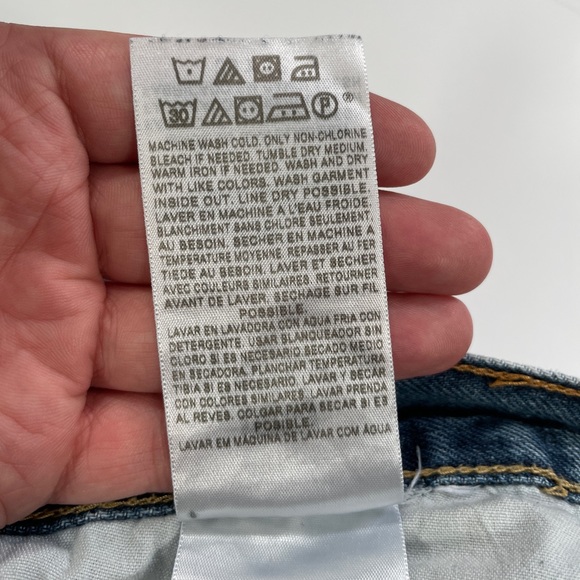 30 P ®
MACHINE WASH COLD. ONLY NON-CHLORINE
BLEACH IF NEEDED. TUMBLE DRY MEDIUM.
WARM IRON IF NEEDED. WASH AND DRY
WITH LIKE COLORS. WASH GARMENT
INSIDE OUT. LINE DRY POSSIBLE.
LAVER EN MACHINE A L'EAU FROIDE
BLANCHIMENT SANS CHLORE SEULEMENT
AU BESOIN. SECHER EN MACHINE A
TEMPERATURE MOYENNE. REPASSER AU FER
TIEDE AU BESOIN. LAVER ET SECHER
AVEC COULEURS SIMILAIRES. RETOURNER
AVANT DE LAVER. SECHAGE SUR FIL
POSSIBLE.
LAVAR EN LAVADORA CON AGUA FRIA CON
DETERGENTE. USAR BLANQUEADOR SIN
CLORO SI ES NECESARIO. SECADO MEDIO
EN SECADORA. PLANCHAR TEMPERATURA
TIBIA SI ES NECESARIO. LAVAR Y SECAR
CON COLORES SIMILARES. LAVAR PRENDA
AL REVES. COLGAR PARA SECAR SI ES
POSIBLE.
LAVAR EM MAQUINA DE LAVAR COM AGUA